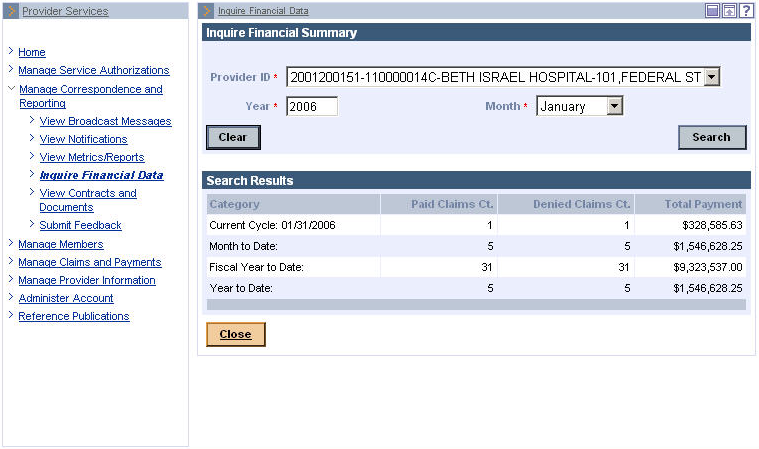 Provider Services
Home
Manage Service Authorizations
Manage Correspondence and
Reporting
View Broadcast Messages
View Notifications
View Metrics/Reports
Inquire Financial Data
View Contracts and
Documents
Submit Feedback
Manage Members
Manage Claims and Payments
Manage Provider Information
Administer Account
Reference Publications
Inquire Financial Data ?
Inquire Financial Summary
Provider ID * 2001200151-110000014C-BETH ISRAEL HOSPITAL-101,FEDERAL ST
Year * 2006 Month * January
Clear Search
Search Results
Category Paid Claims Ct. Denied Claims Ct. Total Payment
Current Cycle: 01/31/2006 1 1 $328,585.63
Month to Date: 5 5 $1,546,628.25
Fiscal Year to Date: 31 31 $9,323,537.00
Year to Date: 5 5 $1,546,628.25
Close